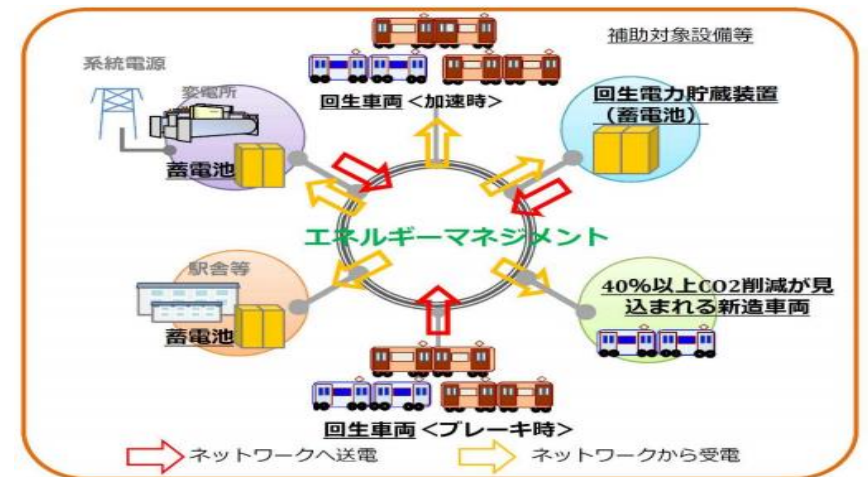 補助対象設備等
系統電源
変電所
蓄電池
回生車両<加速時>
回生電力貯蔵装置
(蓄電池)
エネルギーマネジメント
駅舎等
蓄電池
40%以上CO2削減が見
込まれる新造車両
回生車両<ブレーキ時>
ネットワークへ送電
ネットワークから受電